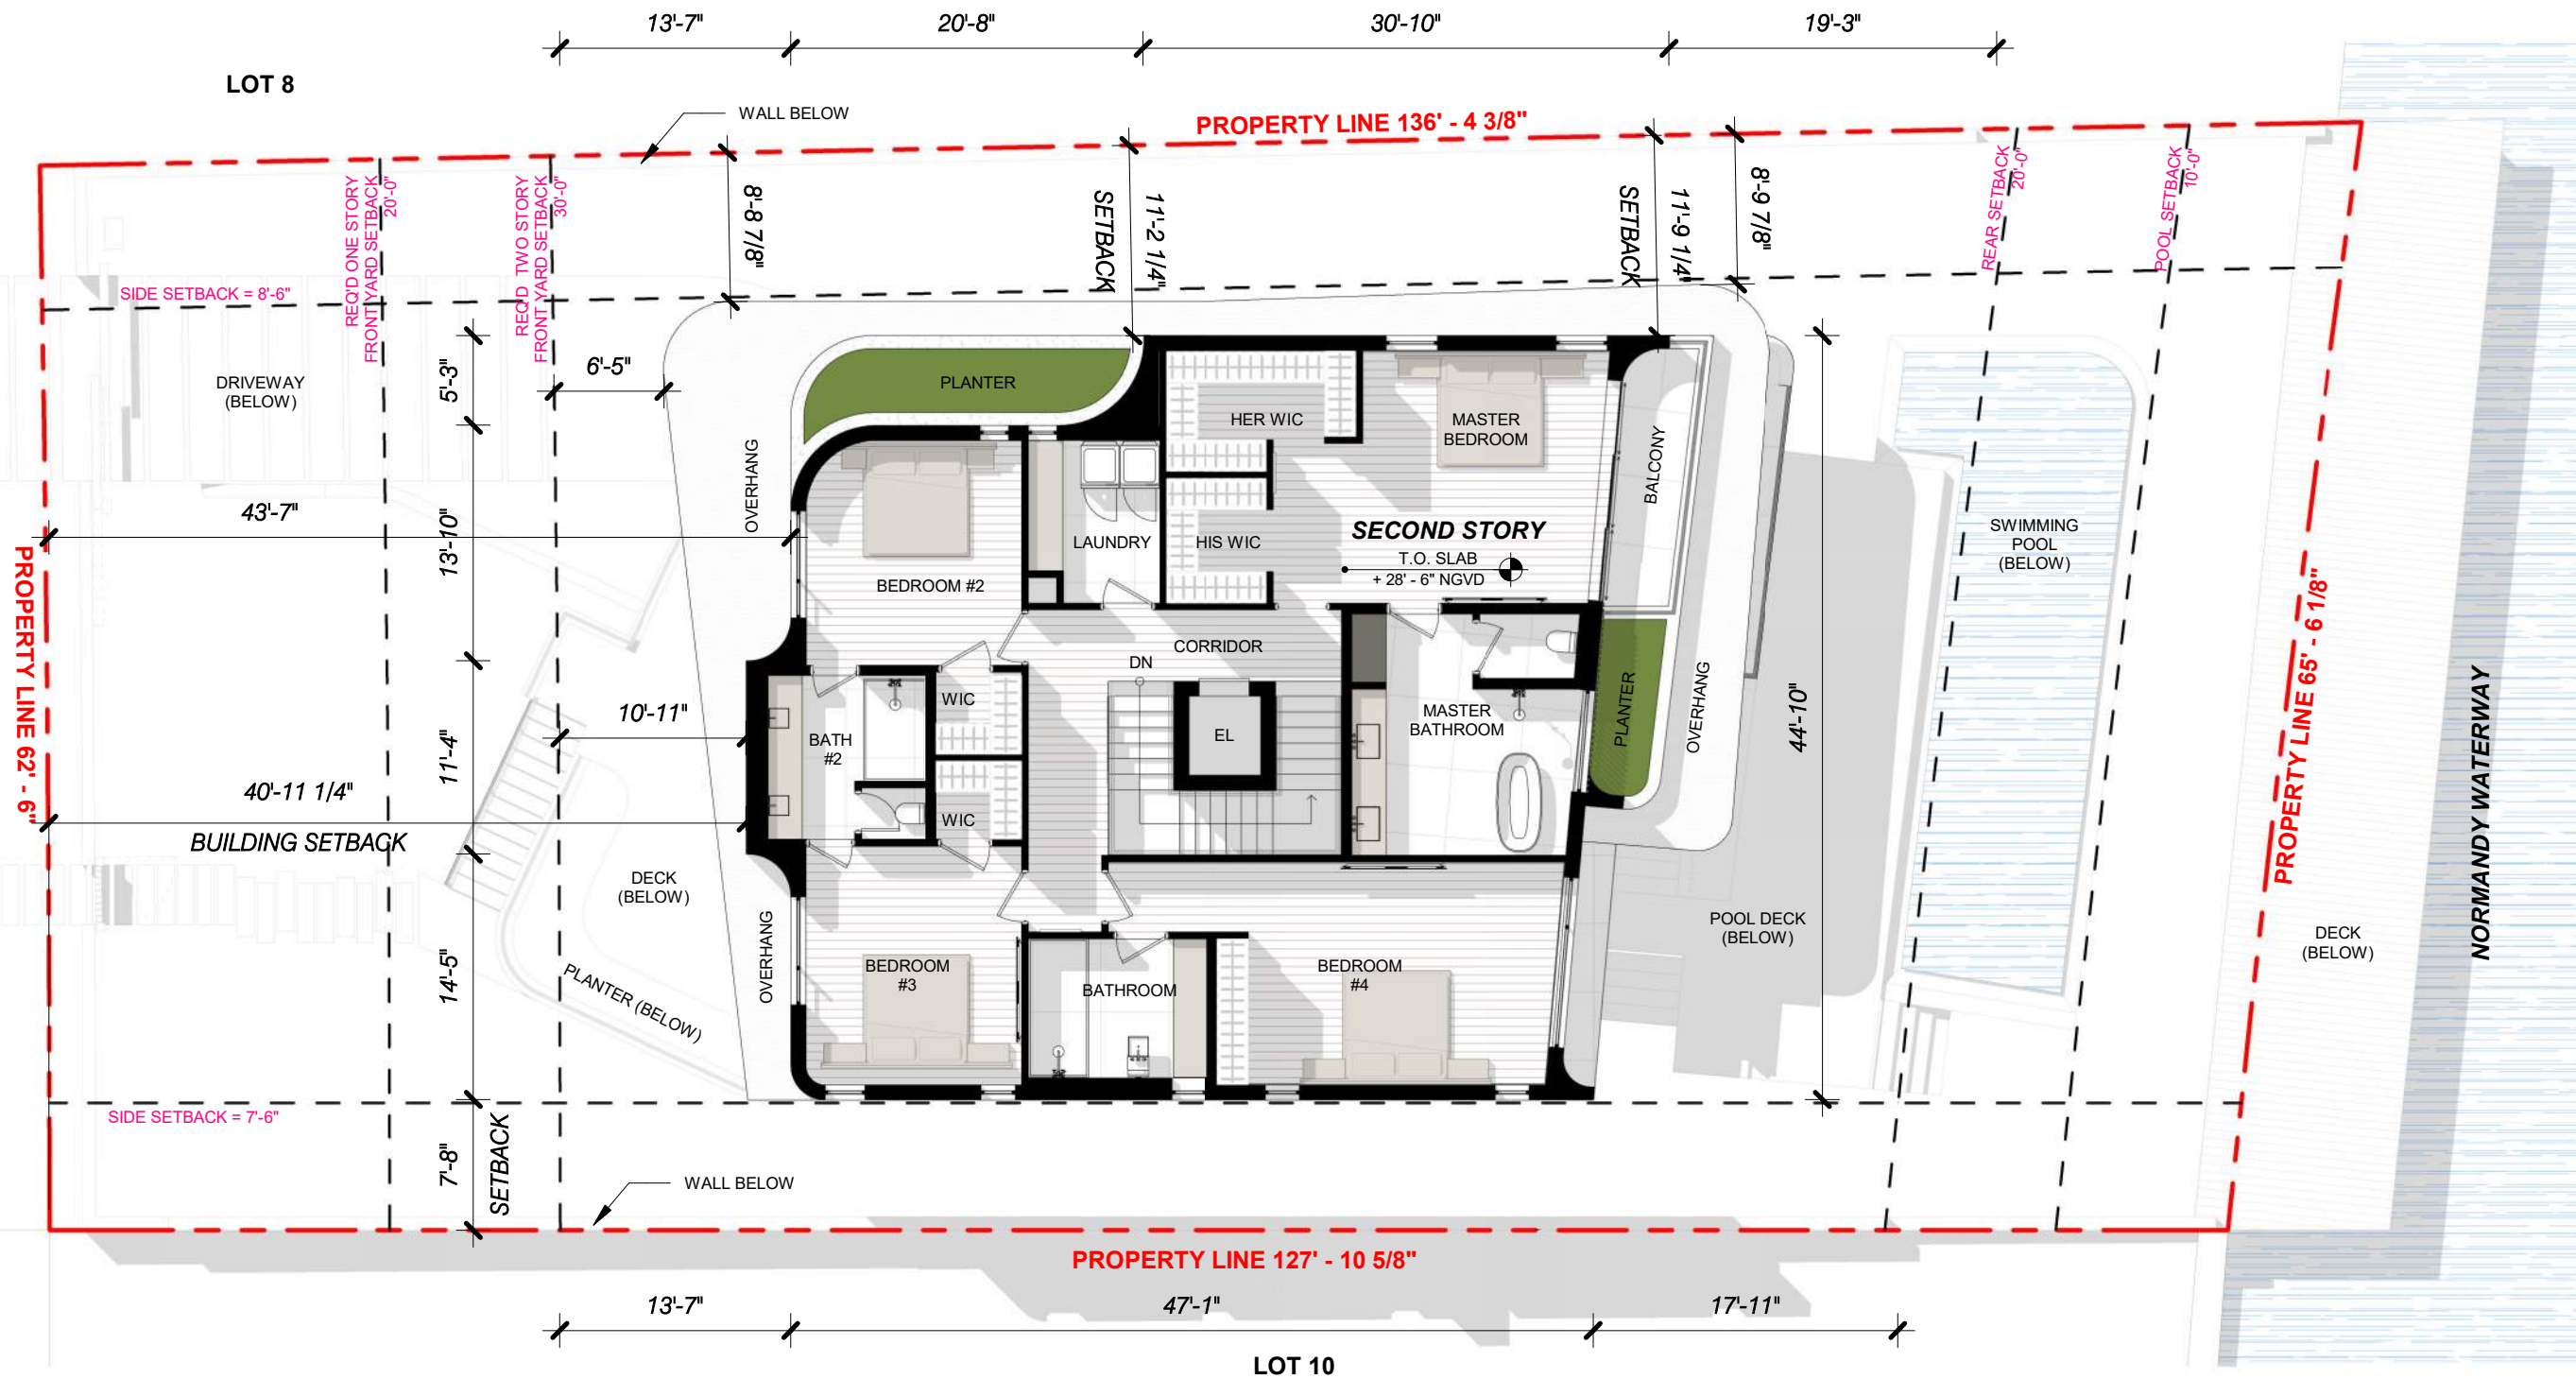 13'-7"
20'-8"
30'-10"
19'-3"
LOT 8
WALL BELOW
PROPERTY LINE 136' - 4 3/8"
REQ'D ONE STORY
FRONT YARD SETBACK
20'-0"
REQ'D TWO STORY
FRONT YARD SETBACK
30'-0"
8'-8 7/8"
SETBACK
11'-2 1/4"
SETBACK
11'-9 1/4"
8'-9 7/8"
REAR SETBACK
20'-0"
POOL SETBACK
10'-0"
SIDE SETBACK = 8'-6"
DRIVEWAY
(BELOW)
5'-3"
6'-5"
PLANTER
HER WIC
MASTER
BEDROOM
BALCONY
OVERHANG
43'-7"
13'-10"
LAUNDRY
HIS WIC
SECOND STORY
T.O. SLAB
+ 28' - 6" NGVD
SWIMMING
POOL
(BELOW)
BEDROOM #2
PROPERTY LINE 62' - 6"
PROPERTY LINE 65' - 6 1/8"
CORRIDOR
DN
WIC
10'-11"
11'-4"
BATH
#2
EL
MASTER
BATHROOM
PLANTER
OVERHANG
44'-10"
NORMANDY WATERWAY
40'-11 1/4"
BUILDING SETBACK
WIC
DECK
(BELOW)
OVERHANG
14'-5"
PLANTER (BELOW)
BEDROOM
#3
BATHROOM
BEDROOM
#4
POOL DECK
(BELOW)
DECK
(BELOW)
SIDE SETBACK = 7'-6"
7'-8"
SETBACK
WALL BELOW
PROPERTY LINE 127' - 10 5/8"
13'-7"
47'-1"
17'-11"
LOT 10